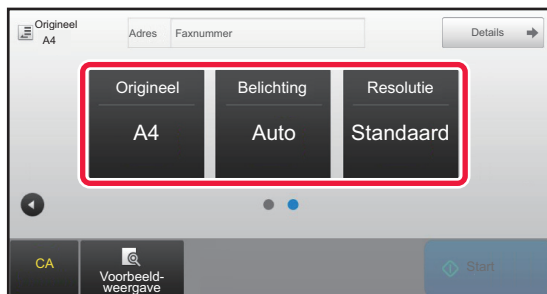 Origineel
A4
Adres Faxnummer
Details
Origineel Belichting Resolutie
A4 Auto Standaard
CA
Voorbeeld-
weergave
Start